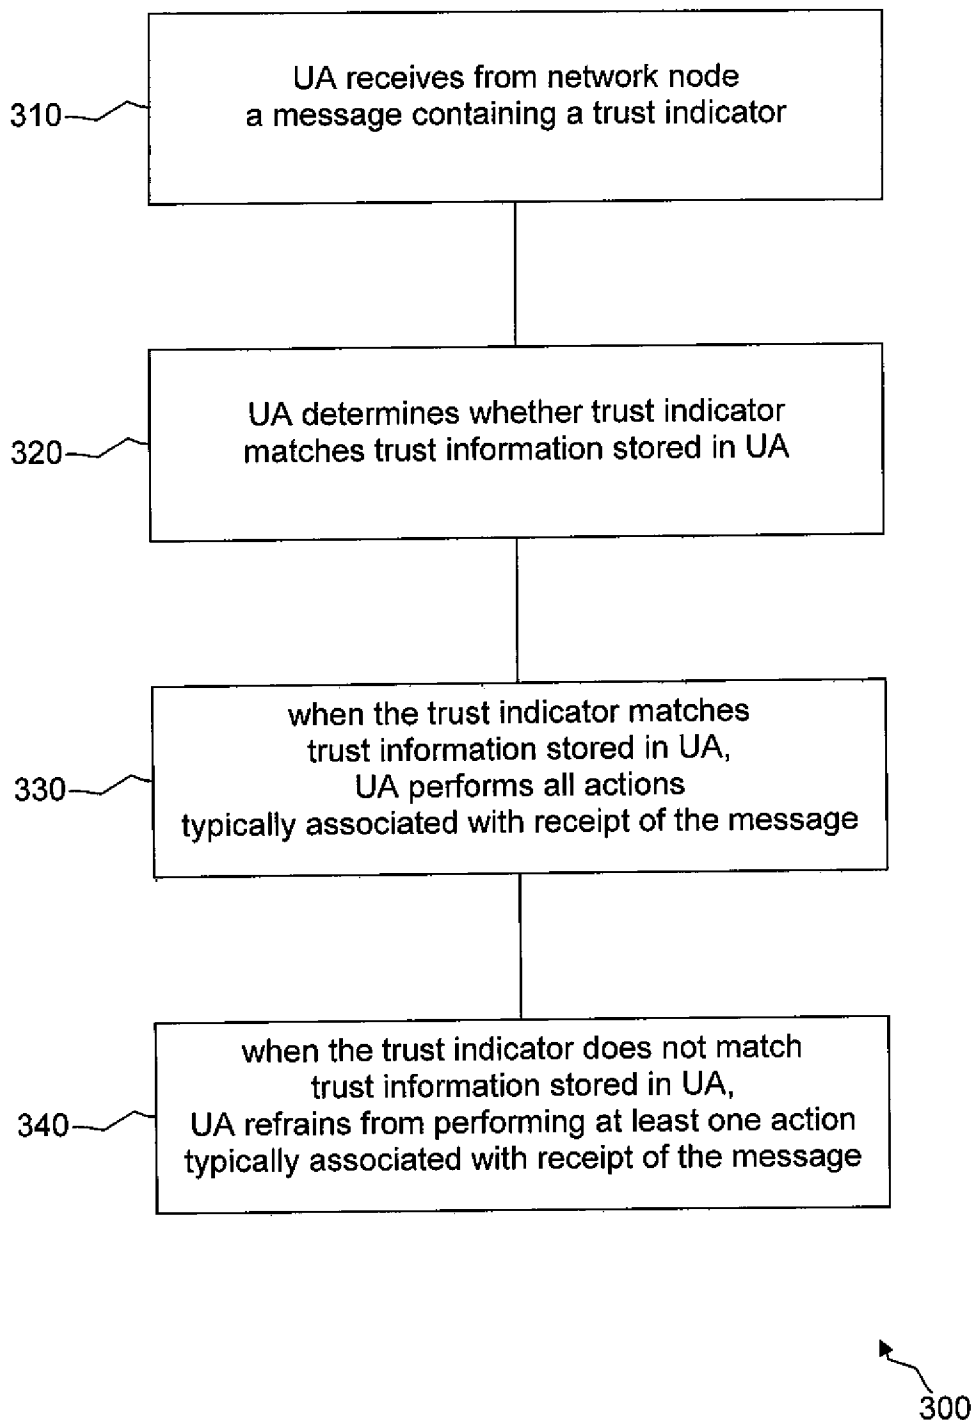 UA receives from network node
a message containing a trust indicator
310
UA determines whether trust indicator
matches trust information stored in UA
320
when the trust indicator matches
trust information stored in UA,
UA performs all actions
typically associated with receipt of the message
330
when the trust indicator does not match
trust information stored in UA,
UA refrains from performing at least one action
typically associated with receipt of the message
340
300